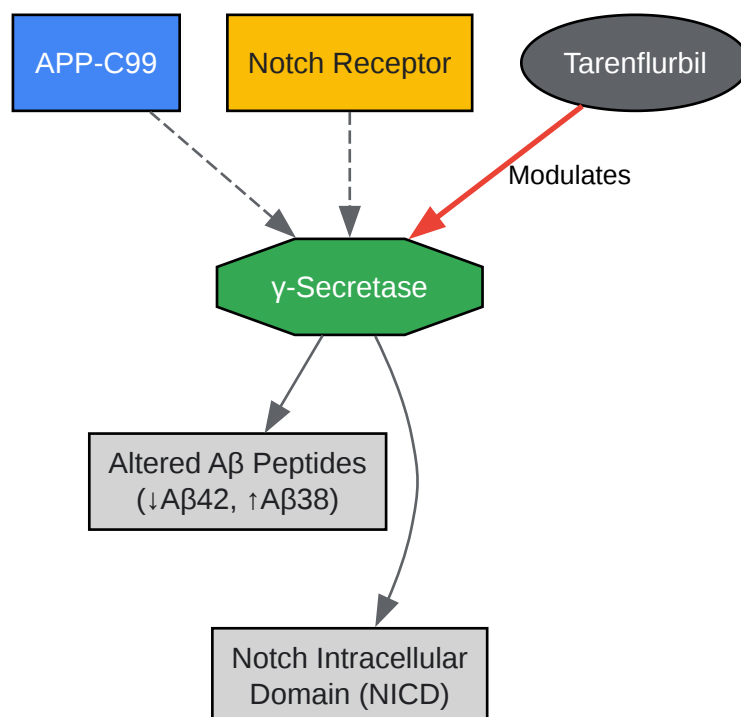 APP-C99
Notch Receptor
Tarenflurbil
Modulates
γ-Secretase
Altered Aβ Peptides
(↓Aβ42, ↑Aβ38)
Notch Intracellular
Domain (NICD)